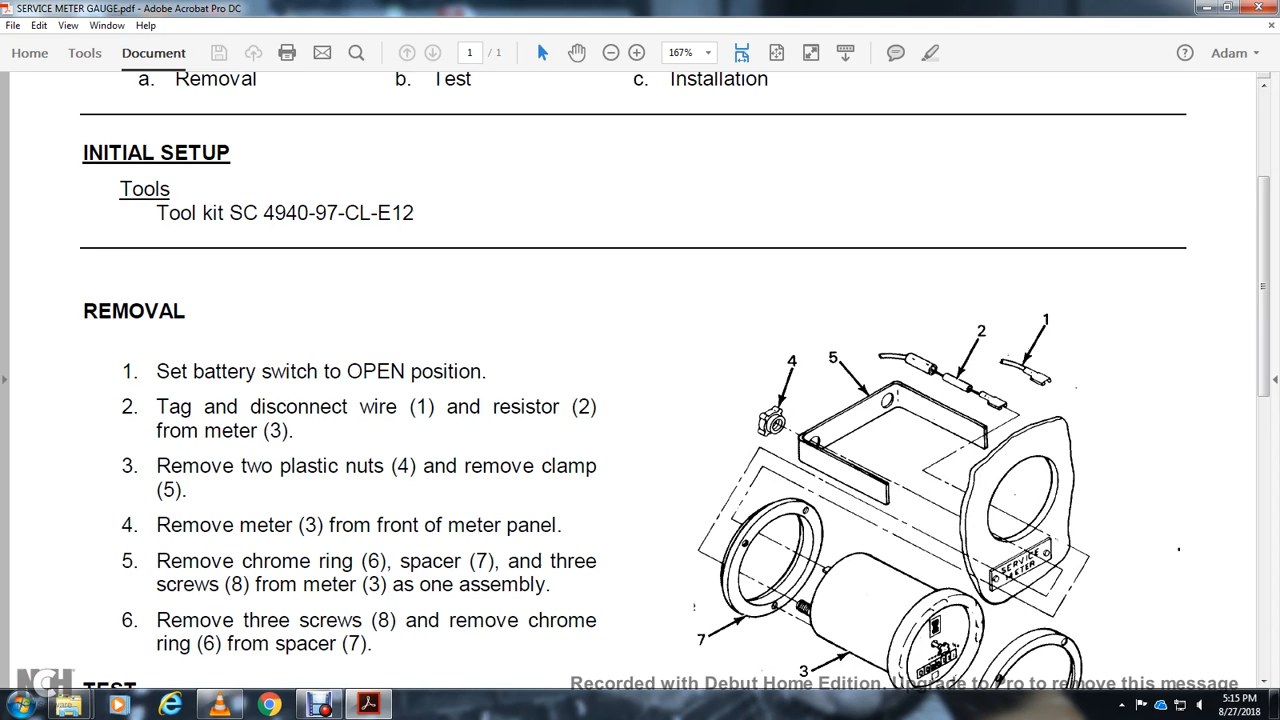 SERVICE METER GAUGE.pdf - Adobe Acrobat Pro DC
File Edit View Window Help
Home Tools Document 1 / 1 167% Adam
a. Removal b. Test c. Installation
INITIAL SETUP
Tools
Tool kit SC 4940-97-CL-E12
REMOVAL
1. Set battery switch to OPEN position.
2. Tag and disconnect wire (1) and resistor (2)
from meter (3).
3. Remove two plastic nuts (4) and remove clamp
(5).
4. Remove meter (3) from front of meter panel.
5. Remove chrome ring (6), spacer (7), and three
screws (8) from meter (3) as one assembly.
6. Remove three screws (8) and remove chrome
ring (6) from spacer (7).
TEST
1
2
4
5
SERVICE
METER
7
3
NCH
Recorded with Debut Home Edition. Upgrade to Pro to remove this message
5:15 PM
8/27/2018